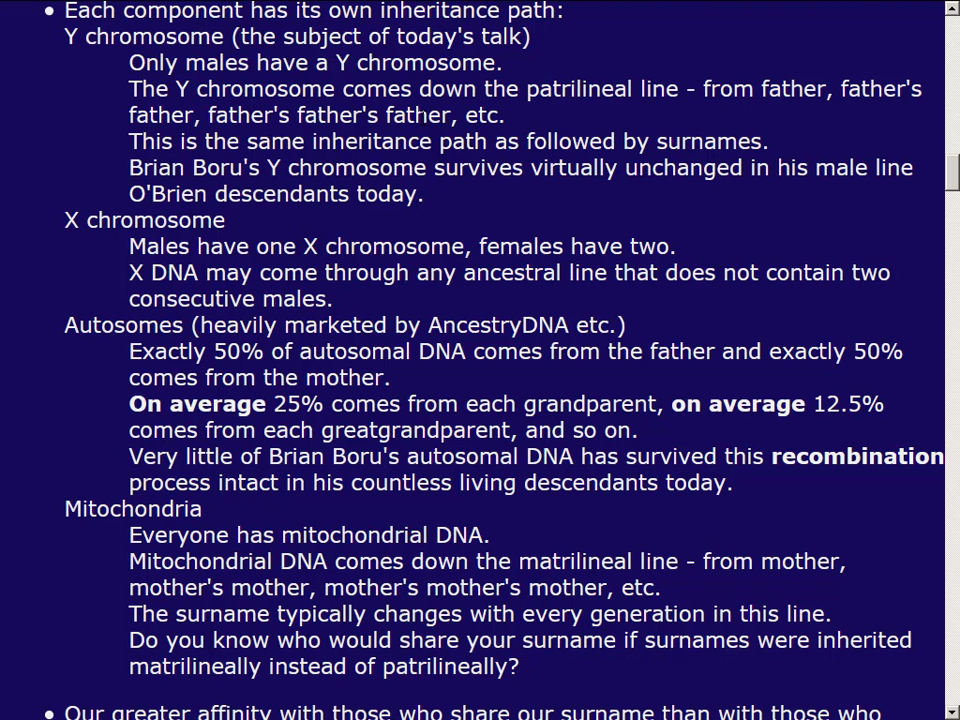 • Each component has its own inheritance path:
Y chromosome (the subject of today's talk)
Only males have a Y chromosome.
The Y chromosome comes down the patrilineal line - from father, father's
father, father's father's father, etc.
This is the same inheritance path as followed by surnames.
Brian Boru's Y chromosome survives virtually unchanged in his male line
O'Brien descendants today.
X chromosome
Males have one X chromosome, females have two.
X DNA may come through any ancestral line that does not contain two
consecutive males.
Autosomes (heavily marketed by AncestryDNA etc.)
Exactly 50% of autosomal DNA comes from the father and exactly 50%
comes from the mother.
On average 25% comes from each grandparent, on average 12.5%
comes from each greatgrandparent, and so on.
Very little of Brian Boru's autosomal DNA has survived this recombination
process intact in his countless living descendants today.
Mitochondria
Everyone has mitochondrial DNA.
Mitochondrial DNA comes down the matrilineal line - from mother,
mother's mother, mother's mother's mother, etc.
The surname typically changes with every generation in this line.
Do you know who would share your surname if surnames were inherited
matrilineally instead of patrilineally?
• Our greater affinity with those who share our surname than with those who